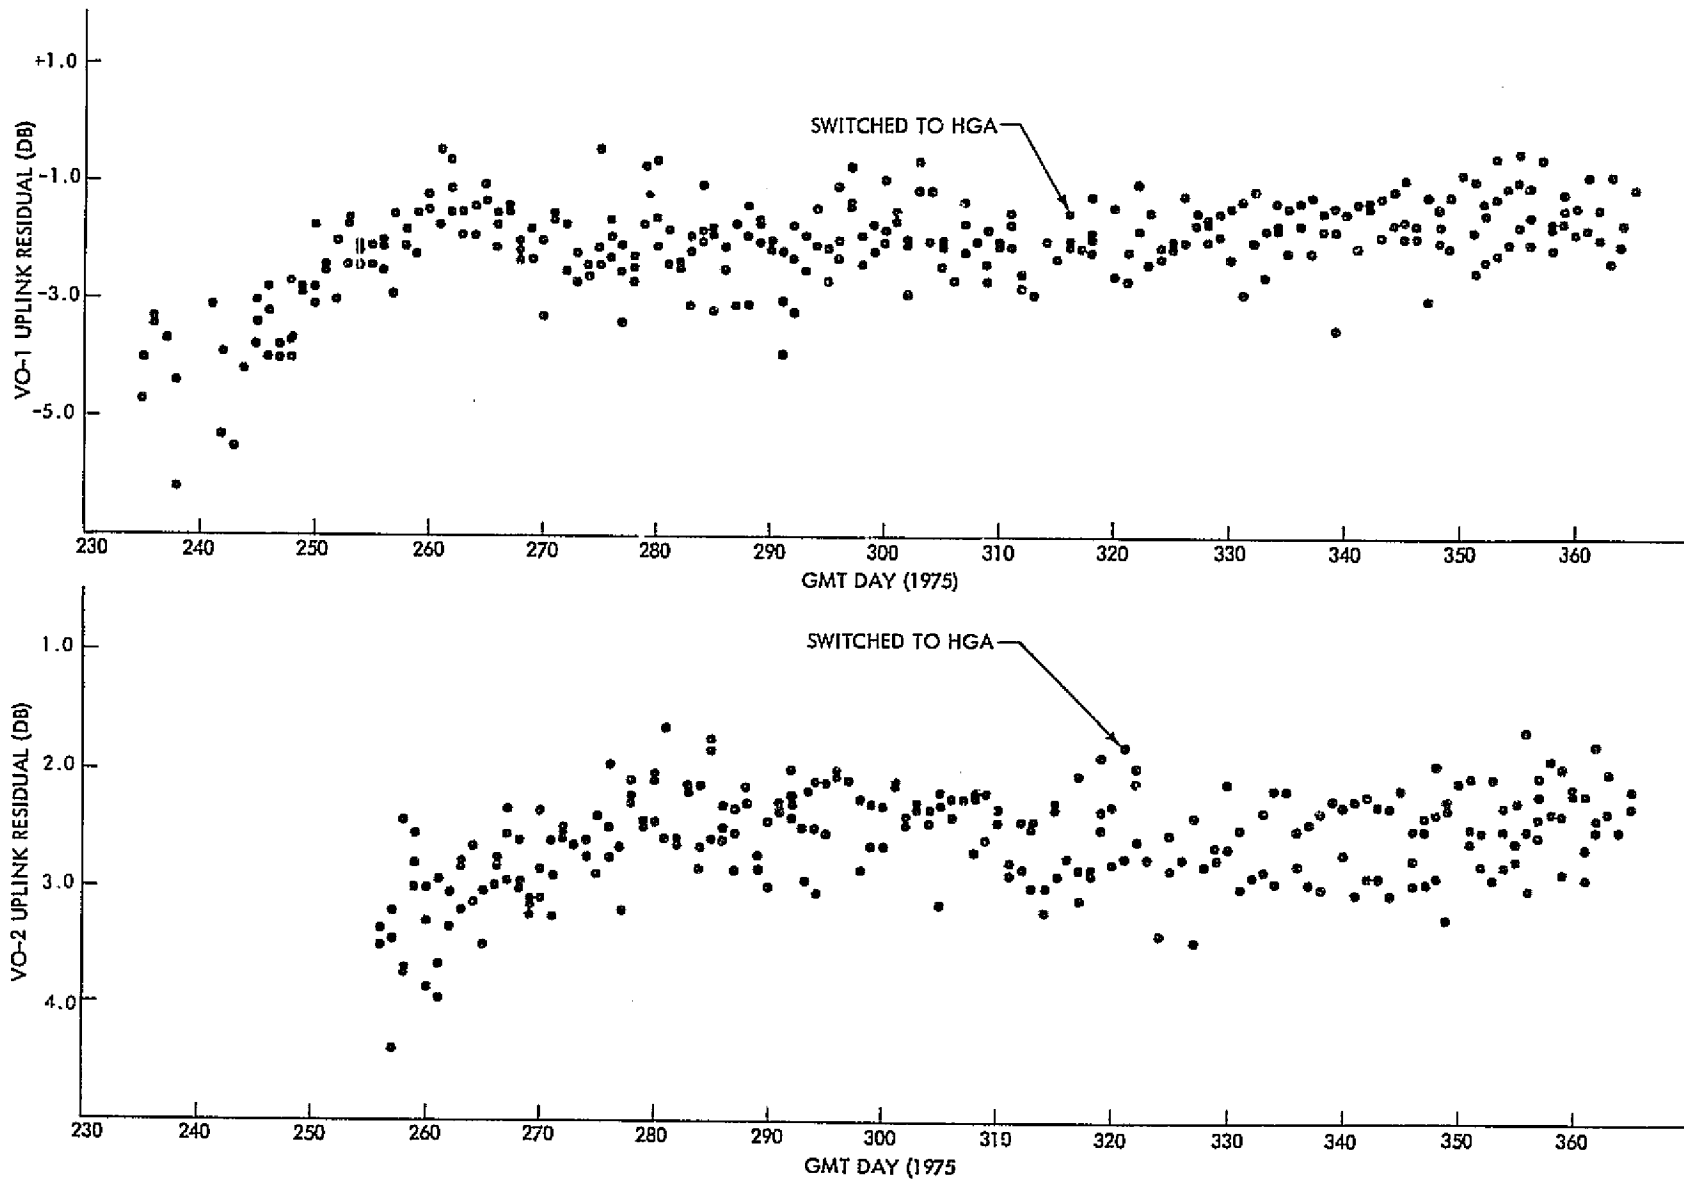 +1.0
-1.0
-3.0
-5.0
VO-1 UPLINK RESIDUAL (DB)
SWITCHED TO HGA
230 240 250 260 270 280 290 300 310 320 330 340 350 360
GMT DAY (1975)
1.0
2.0
3.0
4.0
VO-2 UPLINK RESIDUAL (DB)
SWITCHED TO HGA
230 240 250 260 270 280 290 300 319 320 330 340 350 360
GMT DAY (1975